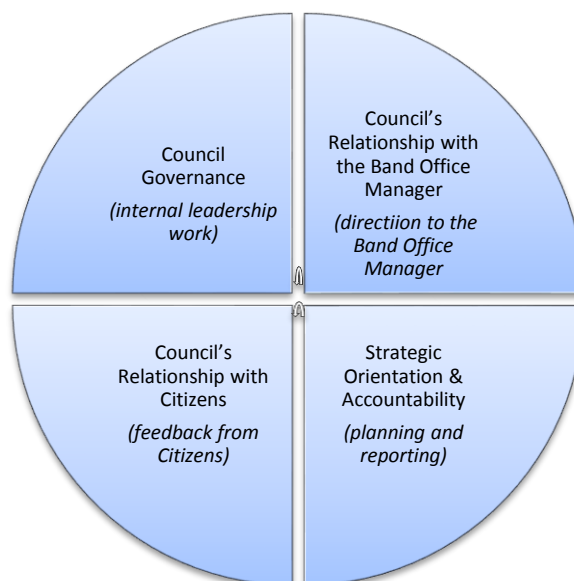 Council
Governance
(internal leadership
work)
Council's
Relationship with
the Band Office
Manager
(directiion to the
Band Office
Manager
Council's
Relationship with
Citizens
(feedback from
Citizens)
Strategic
Orientation &
Accountability
(planning and
reporting)